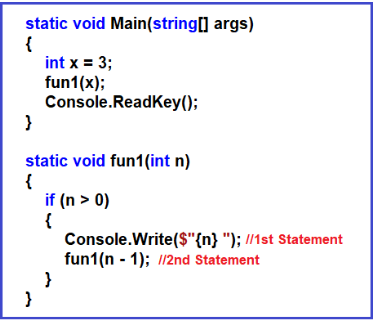 static void Main(string[] args)
{
int x = 3;
fun1(x);
Console.ReadKey();
}
static void fun1(int n)
{
if (n > 0)
{
Console.Write($"{n} "); //1st Statement
fun1(n - 1); //2nd Statement
}
}